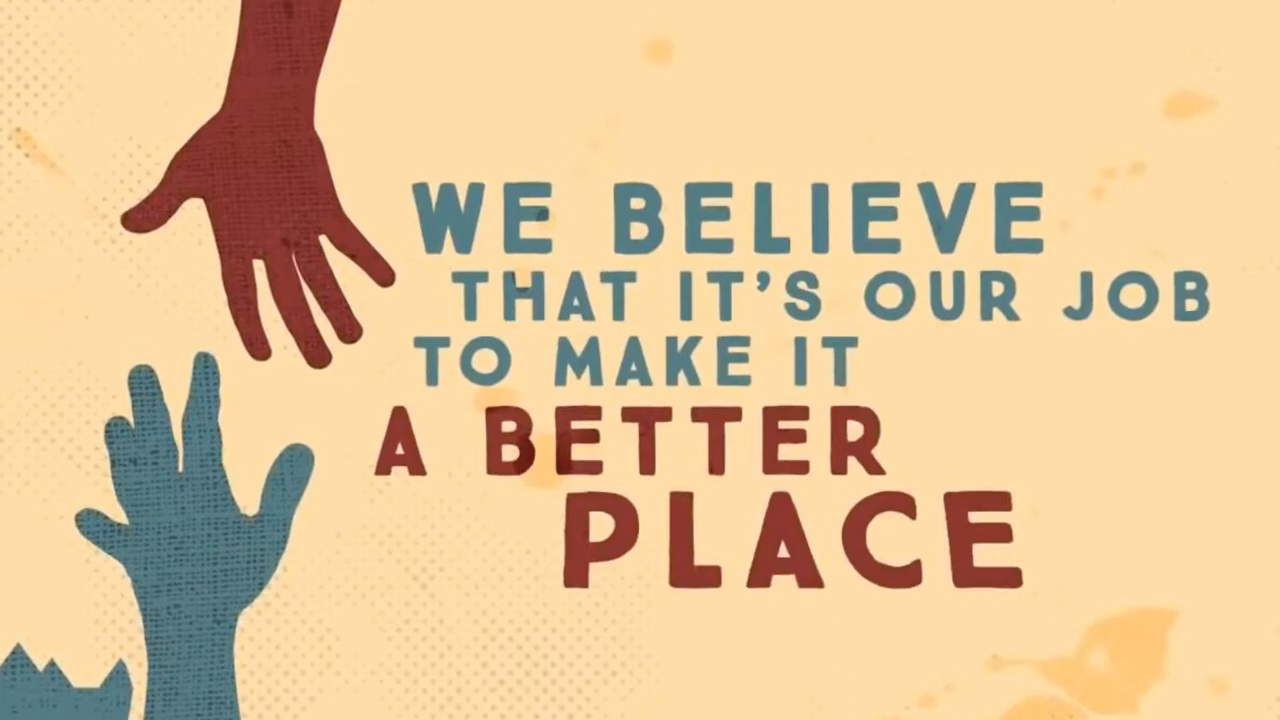 WE BELIEVE
THAT IT'S OUR JOB
TO MAKE IT
A BETTER
PLACE